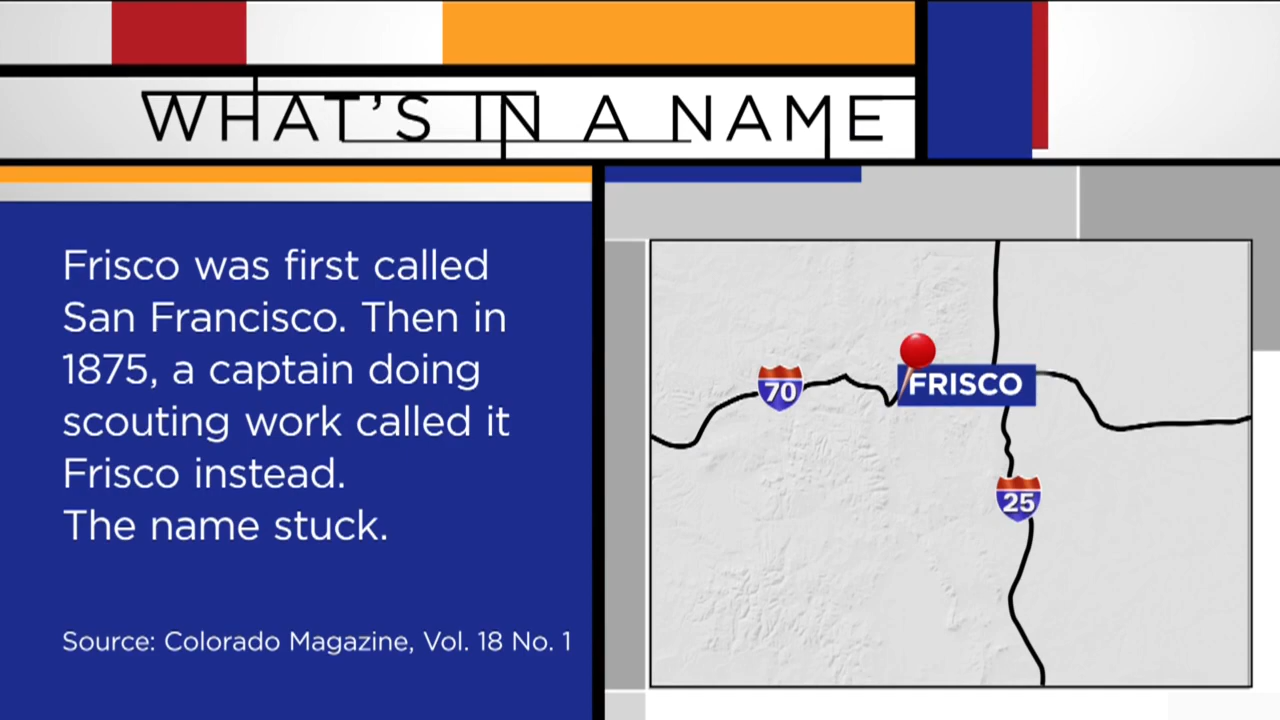 WHAT'S IN A NAME
Frisco was first called
San Francisco. Then in
1875, a captain doing
scouting work called it
Frisco instead.
The name stuck.
Source: Colorado Magazine, Vol. 18 No. 1
70
FRISCO
25